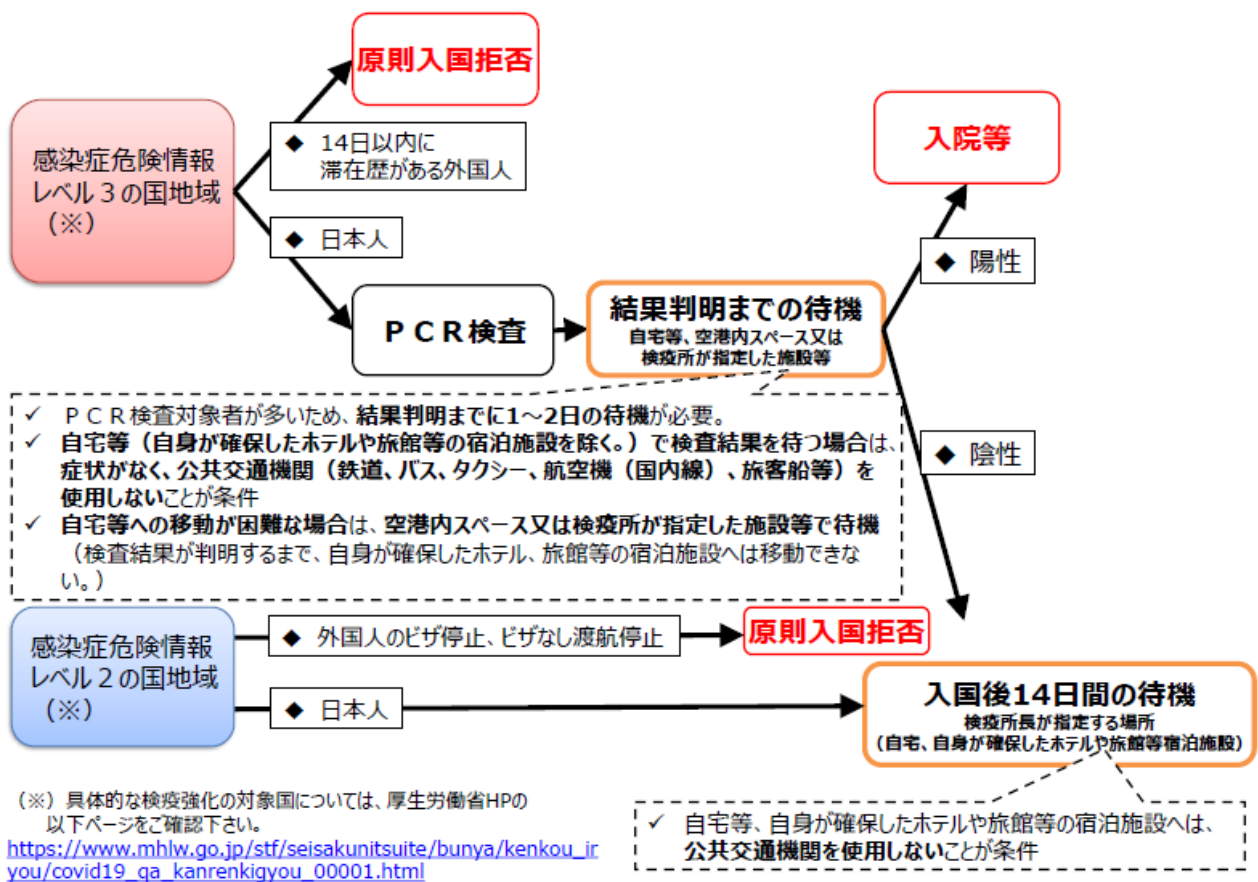 原則入国拒否
感染症危険情報
レベル3の国地域
（※）
◆ 14日以内に
滞在歴がある外国人
◆ 日本人
ＰＣＲ検査
結果判明までの待機
自宅等、空港内スペース又は
検疫所が指定した施設等
入院等
◆ 陽性
◆ 陰性
✓ ＰＣＲ検査対象者が多いため、結果判明までに1～2日の待機が必要。
✓ 自宅等（自身が確保したホテルや旅館等の宿泊施設を除く。）で検査結果を待つ場合は、
症状がなく、公共交通機関（鉄道、バス、タクシー、航空機（国内線）、旅客船等）を
使用しないことが条件
✓ 自宅等への移動が困難な場合は、空港内スペース又は検疫所が指定した施設等で待機
（検査結果が判明するまで、自身が確保したホテル、旅館等の宿泊施設へは移動できな
い。）
感染症危険情報
レベル２の国地域
（※）
◆ 外国人のビザ停止、ビザなし渡航停止
原則入国拒否
◆ 日本人
入国後14日間の待機
検疫所長が指定する場所
（自宅、自身が確保したホテルや旅館等宿泊施設）
✓ 自宅等、自身が確保したホテルや旅館等の宿泊施設へは、
公共交通機関を使用しないことが条件
（※）具体的な検疫強化の対象国については、厚生労働省HPの
以下ページをご確認下さい。
https://www.mhlw.go.jp/stf/seisakunitsuite/bunya/kenkou_ir
you/covid19_qa_kanrenkigyou_00001.html